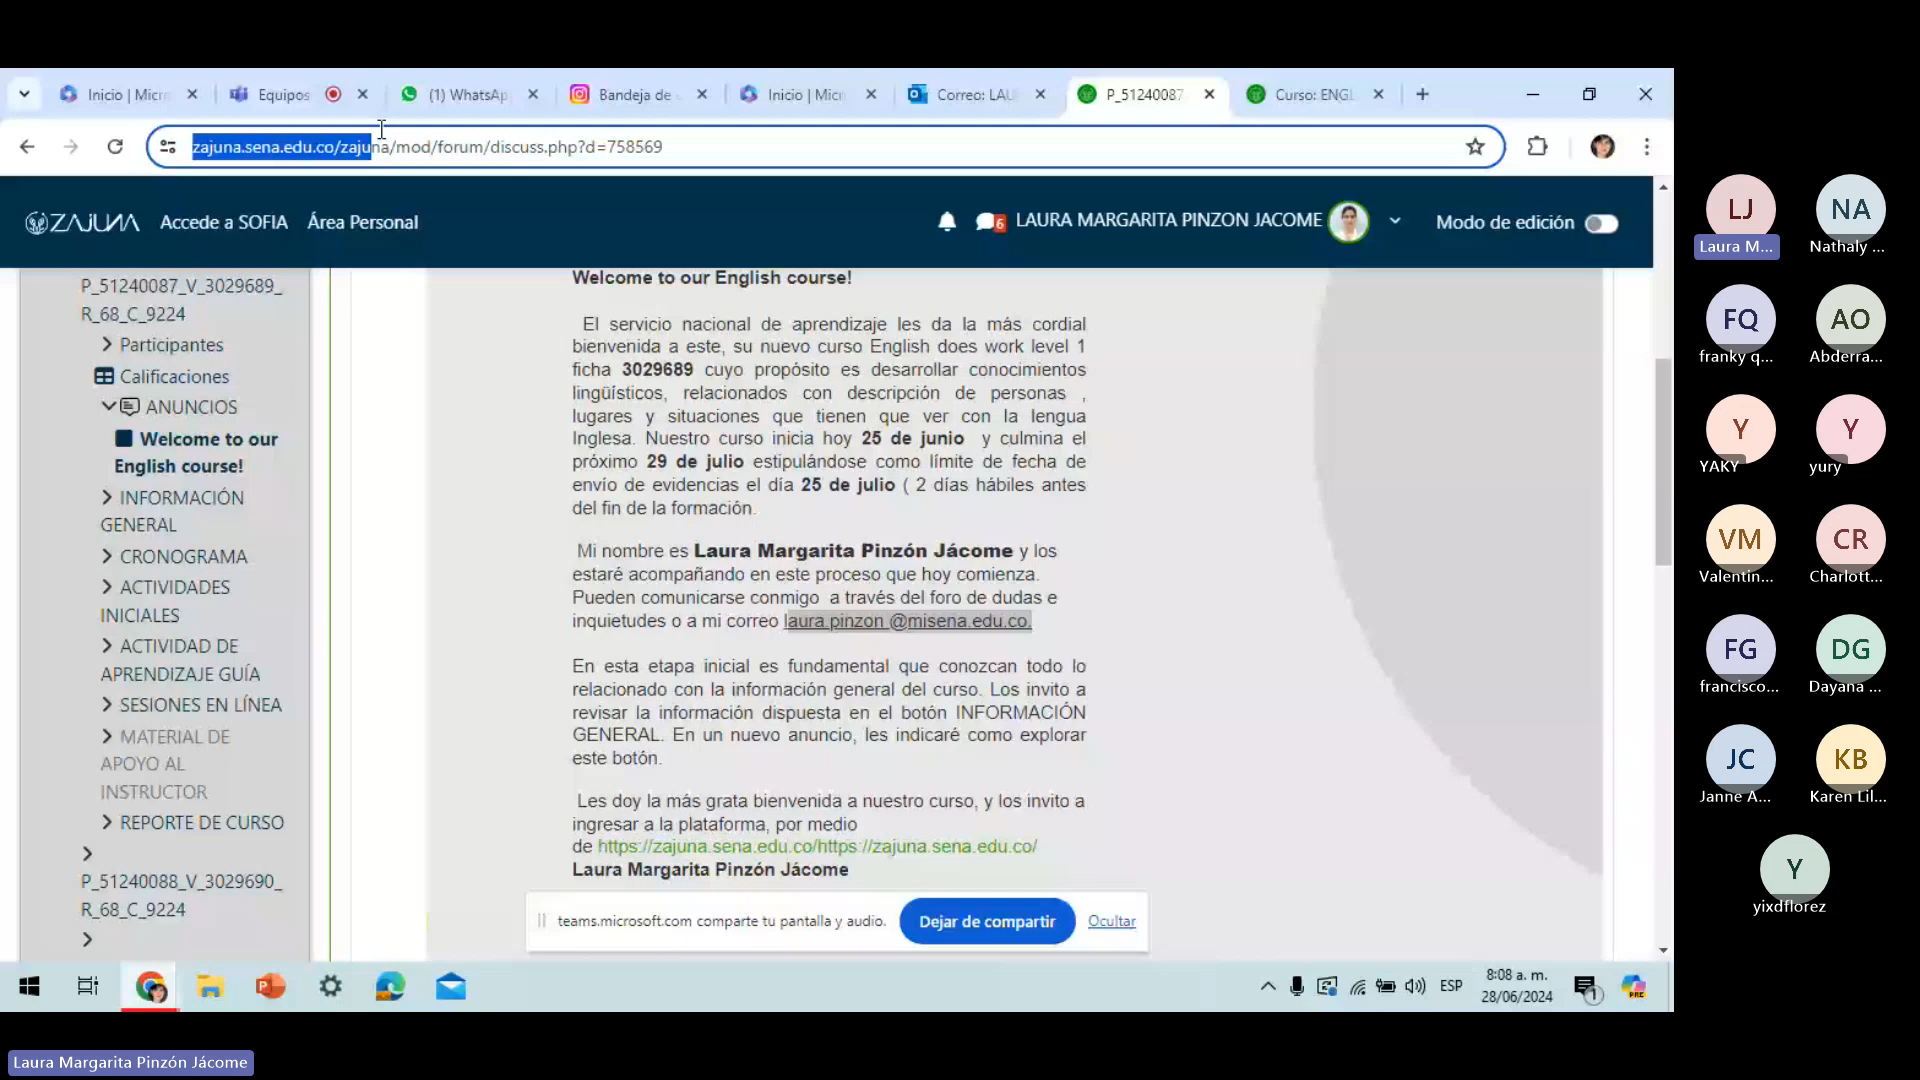 Inicio | Micr
Equipos
(1) WhatsAp
Bandeja de
Inicio | Micr
Correo: LAU
P_51240087
Curso: ENGL
zajuna.sena.edu.co/zajuna/mod/forum/discuss.php?d=758569
ZAJUNA
Accede a SOFIA
Área Personal
6
LAURA MARGARITA PINZON JACOME
Modo de edición
P_51240087_V_3029689_
R_68_C_9224
Participantes
Calificaciones
ANUNCIOS
Welcome to our
English course!
INFORMACIÓN
GENERAL
CRONOGRAMA
ACTIVIDADES
INICIALES
ACTIVIDAD DE
APRENDIZAJE GUÍA
SESIONES EN LÍNEA
MATERIAL DE
APOYO AL
INSTRUCTOR
REPORTE DE CURSO
P_51240088_V_3029690_
R_68_C_9224
Welcome to our English course!
El servicio nacional de aprendizaje les da la más cordial
bienvenida a este, su nuevo curso English does work level 1
ficha 3029689 cuyo propósito es desarrollar conocimientos
lingüísticos, relacionados con descripción de personas ,
lugares y situaciones que tienen que ver con la lengua
Inglesa. Nuestro curso inicia hoy 25 de junio y culmina el
próximo 29 de julio estipulándose como límite de fecha de
envío de evidencias el día 25 de julio ( 2 días hábiles antes
del fin de la formación.
Mi nombre es Laura Margarita Pinzón Jácome y los
estaré acompañando en este proceso que hoy comienza.
Pueden comunicarse conmigo a través del foro de dudas e
inquietudes o a mi correo laura.pinzon @misena.edu.co.
En esta etapa inicial es fundamental que conozcan todo lo
relacionado con la información general del curso. Los invito a
revisar la información dispuesta en el botón INFORMACIÓN
GENERAL. En un nuevo anuncio, les indicaré como explorar
este botón.
Les doy la más grata bienvenida a nuestro curso, y los invito a
ingresar a la plataforma, por medio
de https://zajuna.sena.edu.co/https://zajuna.sena.edu.co/
Laura Margarita Pinzón Jácome
teams.microsoft.com comparte tu pantalla y audio.
Dejar de compartir
Ocultar
ESP
8:08 a. m.
28/06/2024
1
PRE
LJ
Laura M...
NA
Nathaly ...
FQ
franky q...
AO
Abderra...
Y
YAKY
Y
yury
VM
Valentin...
CR
Charlott...
FG
francisco...
DG
Dayana ...
JC
Janne A...
KB
Karen Lil...
Y
yixdflorez
Laura Margarita Pinzón Jácome